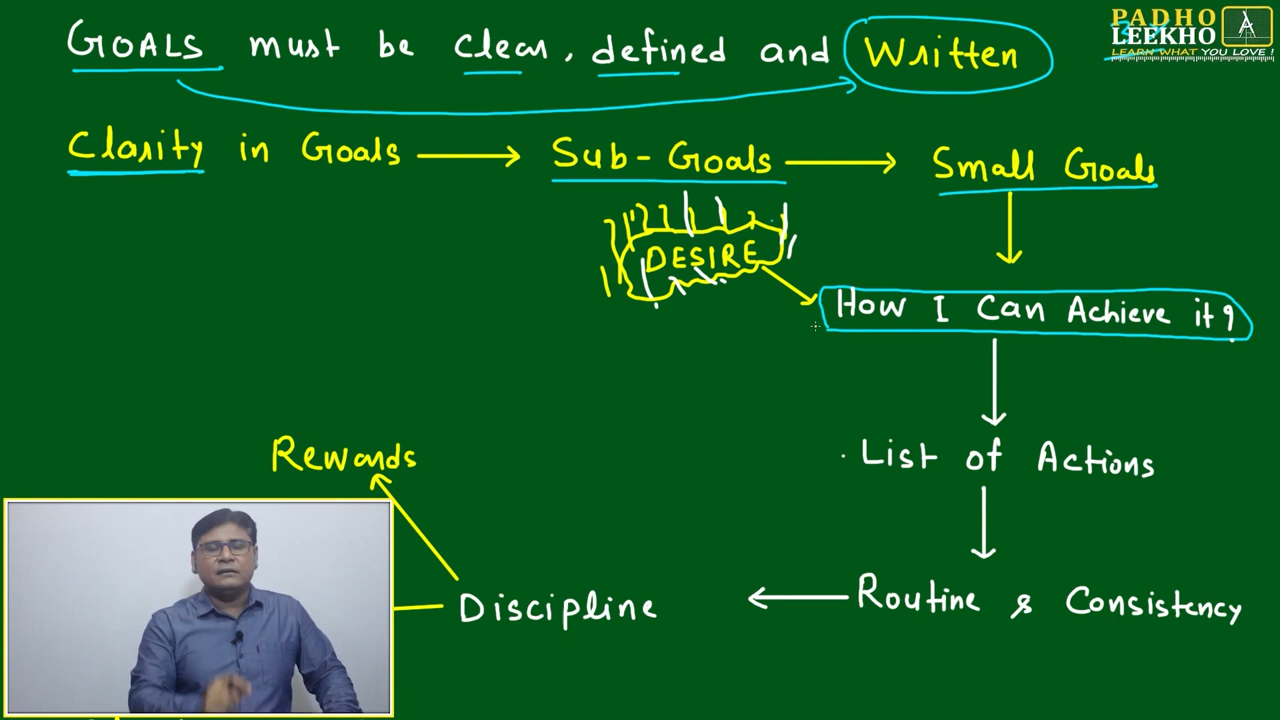 GOALS must be clear, defined and Written
PADHO
LEEKHO
LEARN WHAT YOU LOVE !
Clarity in Goals → Sub-Goals → Small Goals
DESIRE
How I Can Achieve it?
List of Actions
Rewards
Discipline ← Routine & Consistency